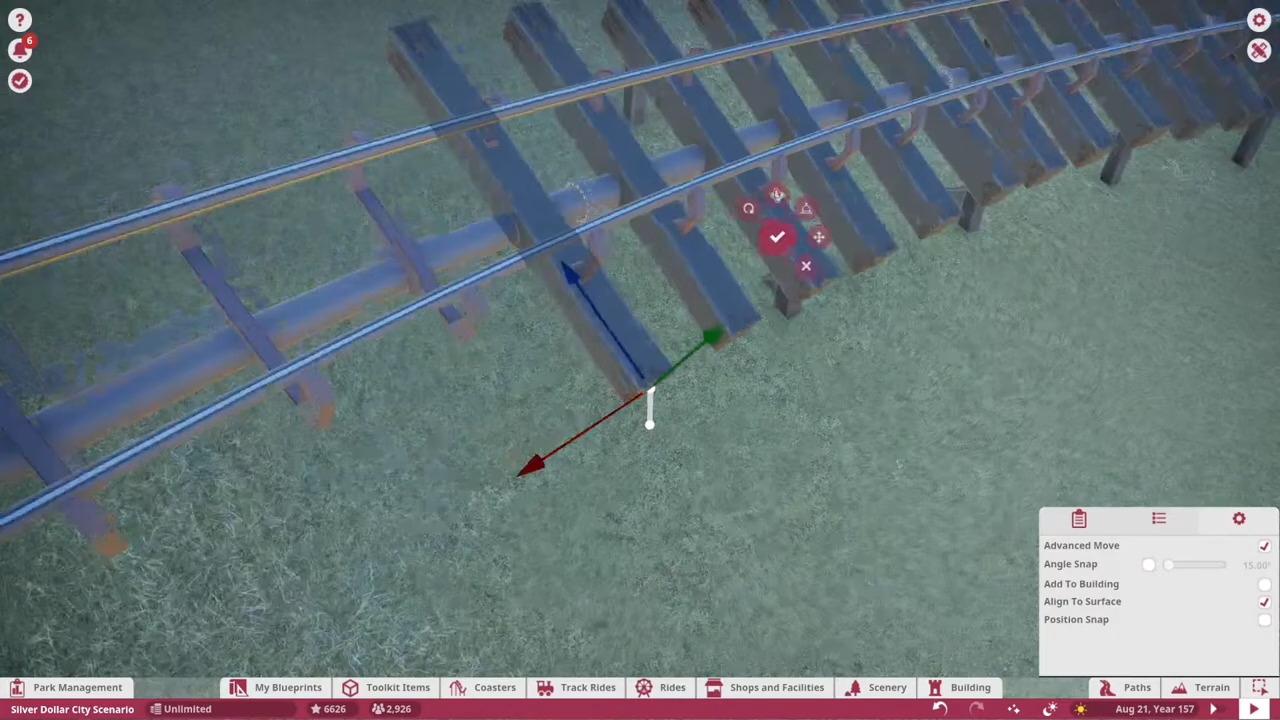 ?
6
Advanced Move
Angle Snap 15.00°
Add To Building
Align To Surface
Position Snap
Park Management My Blueprints Toolkit Items Coasters Track Rides Rides Shops and Facilities Scenery Building Paths Terrain
Silver Dollar City Scenario Unlimited 6626 2,926 Aug 21, Year 157